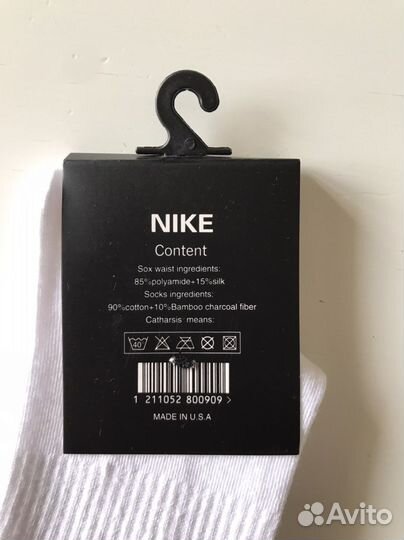 NIKE
Content
Sox waist ingredients:
85%polyamide+15%silk
Socks ingredients:
90%cotton+10%Bamboo charcoal fiber
Catharsis means:
40
1 211052 800909 >
MADE IN U.S.A
Avito